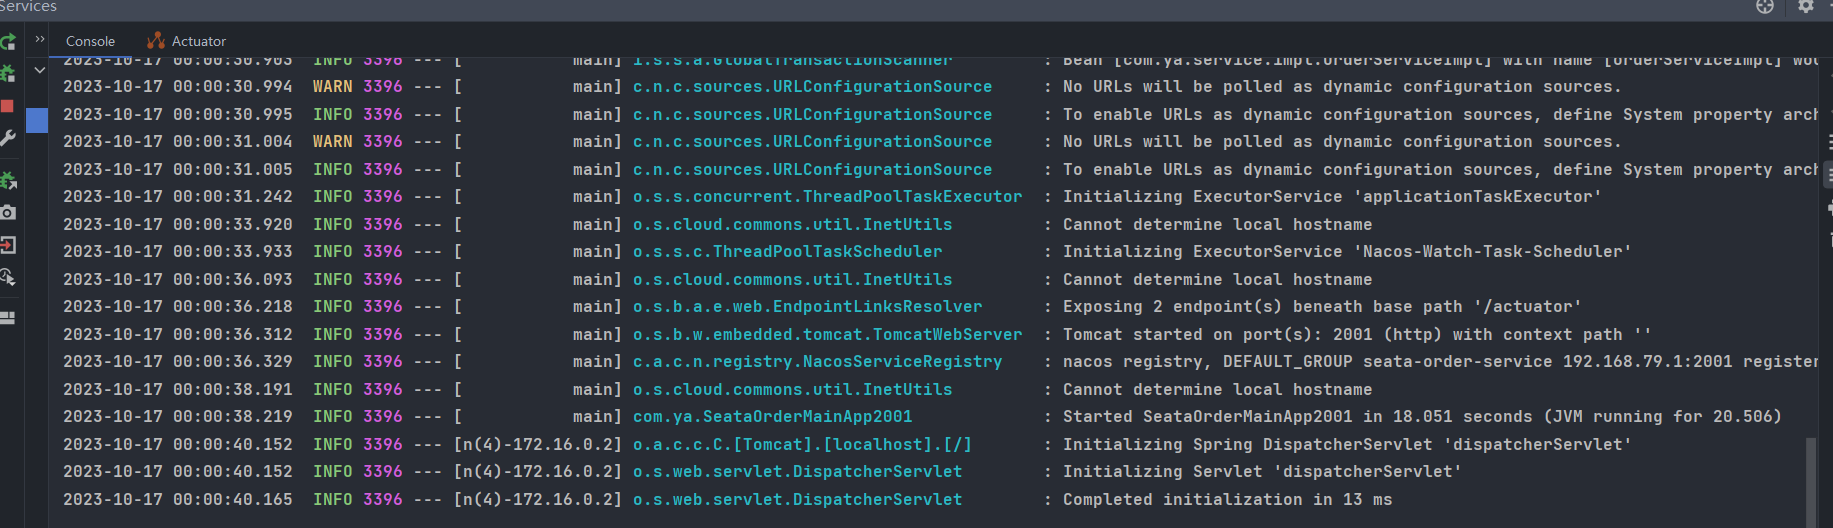 Services
Console Actuator
2023-10-17 00:00:30.903 INFO 3396 --- [ main] i.s.s.a.GlobalTransactionScanner : Bean [com.ya.service.impl.OrderServiceImpl] with name [orderServiceImpl] wou
2023-10-17 00:00:30.994 WARN 3396 --- [ main] c.n.c.sources.URLConfigurationSource : No URLs will be polled as dynamic configuration sources.
2023-10-17 00:00:30.995 INFO 3396 --- [ main] c.n.c.sources.URLConfigurationSource : To enable URLs as dynamic configuration sources, define System property arch
2023-10-17 00:00:31.004 WARN 3396 --- [ main] c.n.c.sources.URLConfigurationSource : No URLs will be polled as dynamic configuration sources.
2023-10-17 00:00:31.005 INFO 3396 --- [ main] c.n.c.sources.URLConfigurationSource : To enable URLs as dynamic configuration sources, define System property arch
2023-10-17 00:00:31.242 INFO 3396 --- [ main] o.s.s.concurrent.ThreadPoolTaskExecutor : Initializing ExecutorService 'applicationTaskExecutor'
2023-10-17 00:00:33.920 INFO 3396 --- [ main] o.s.cloud.commons.util.InetUtils : Cannot determine local hostname
2023-10-17 00:00:33.933 INFO 3396 --- [ main] o.s.s.c.ThreadPoolTaskScheduler : Initializing ExecutorService 'Nacos-Watch-Task-Scheduler'
2023-10-17 00:00:36.093 INFO 3396 --- [ main] o.s.cloud.commons.util.InetUtils : Cannot determine local hostname
2023-10-17 00:00:36.218 INFO 3396 --- [ main] o.s.b.a.e.web.EndpointLinksResolver : Exposing 2 endpoint(s) beneath base path '/actuator'
2023-10-17 00:00:36.312 INFO 3396 --- [ main] o.s.b.w.embedded.tomcat.TomcatWebServer : Tomcat started on port(s): 2001 (http) with context path ''
2023-10-17 00:00:36.329 INFO 3396 --- [ main] c.a.c.n.registry.NacosServiceRegistry : nacos registry, DEFAULT_GROUP seata-order-service 192.168.79.1:2001 register
2023-10-17 00:00:38.191 INFO 3396 --- [ main] o.s.cloud.commons.util.InetUtils : Cannot determine local hostname
2023-10-17 00:00:38.219 INFO 3396 --- [ main] com.ya.SeataOrderMainApp2001 : Started SeataOrderMainApp2001 in 18.051 seconds (JVM running for 20.506)
2023-10-17 00:00:40.152 INFO 3396 --- [n(4)-172.16.0.2] o.a.c.c.C.[Tomcat].[localhost].[/] : Initializing Spring DispatcherServlet 'dispatcherServlet'
2023-10-17 00:00:40.152 INFO 3396 --- [n(4)-172.16.0.2] o.s.web.servlet.DispatcherServlet : Initializing Servlet 'dispatcherServlet'
2023-10-17 00:00:40.165 INFO 3396 --- [n(4)-172.16.0.2] o.s.web.servlet.DispatcherServlet : Completed initialization in 13 ms